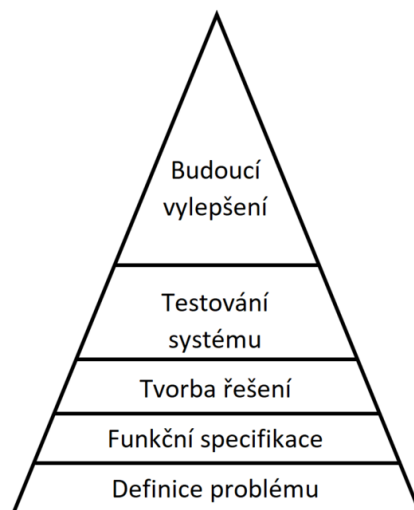 Budoucí
vylepšení
Testování
systému
Tvorba řešení
Funkční specifikace
Definice problému